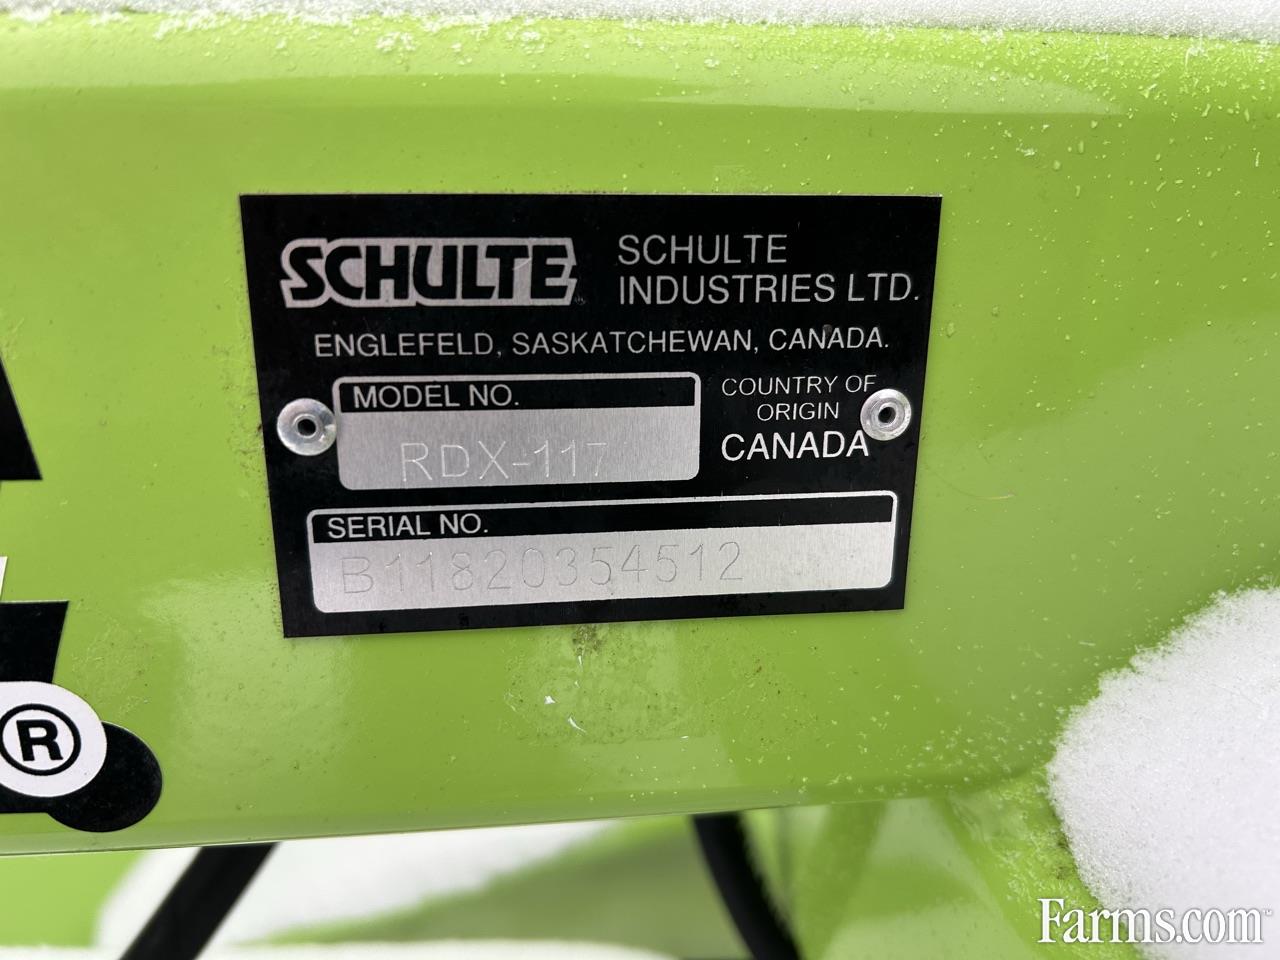 SCHULTE
SCHULTE
INDUSTRIES LTD.
ENGLEFELD, SASKATCHEWAN, CANADA.
MODEL NO.
RDX-117
COUNTRY OF
ORIGIN
CANADA
SERIAL NO.
B11820354512
®
Farms.com™